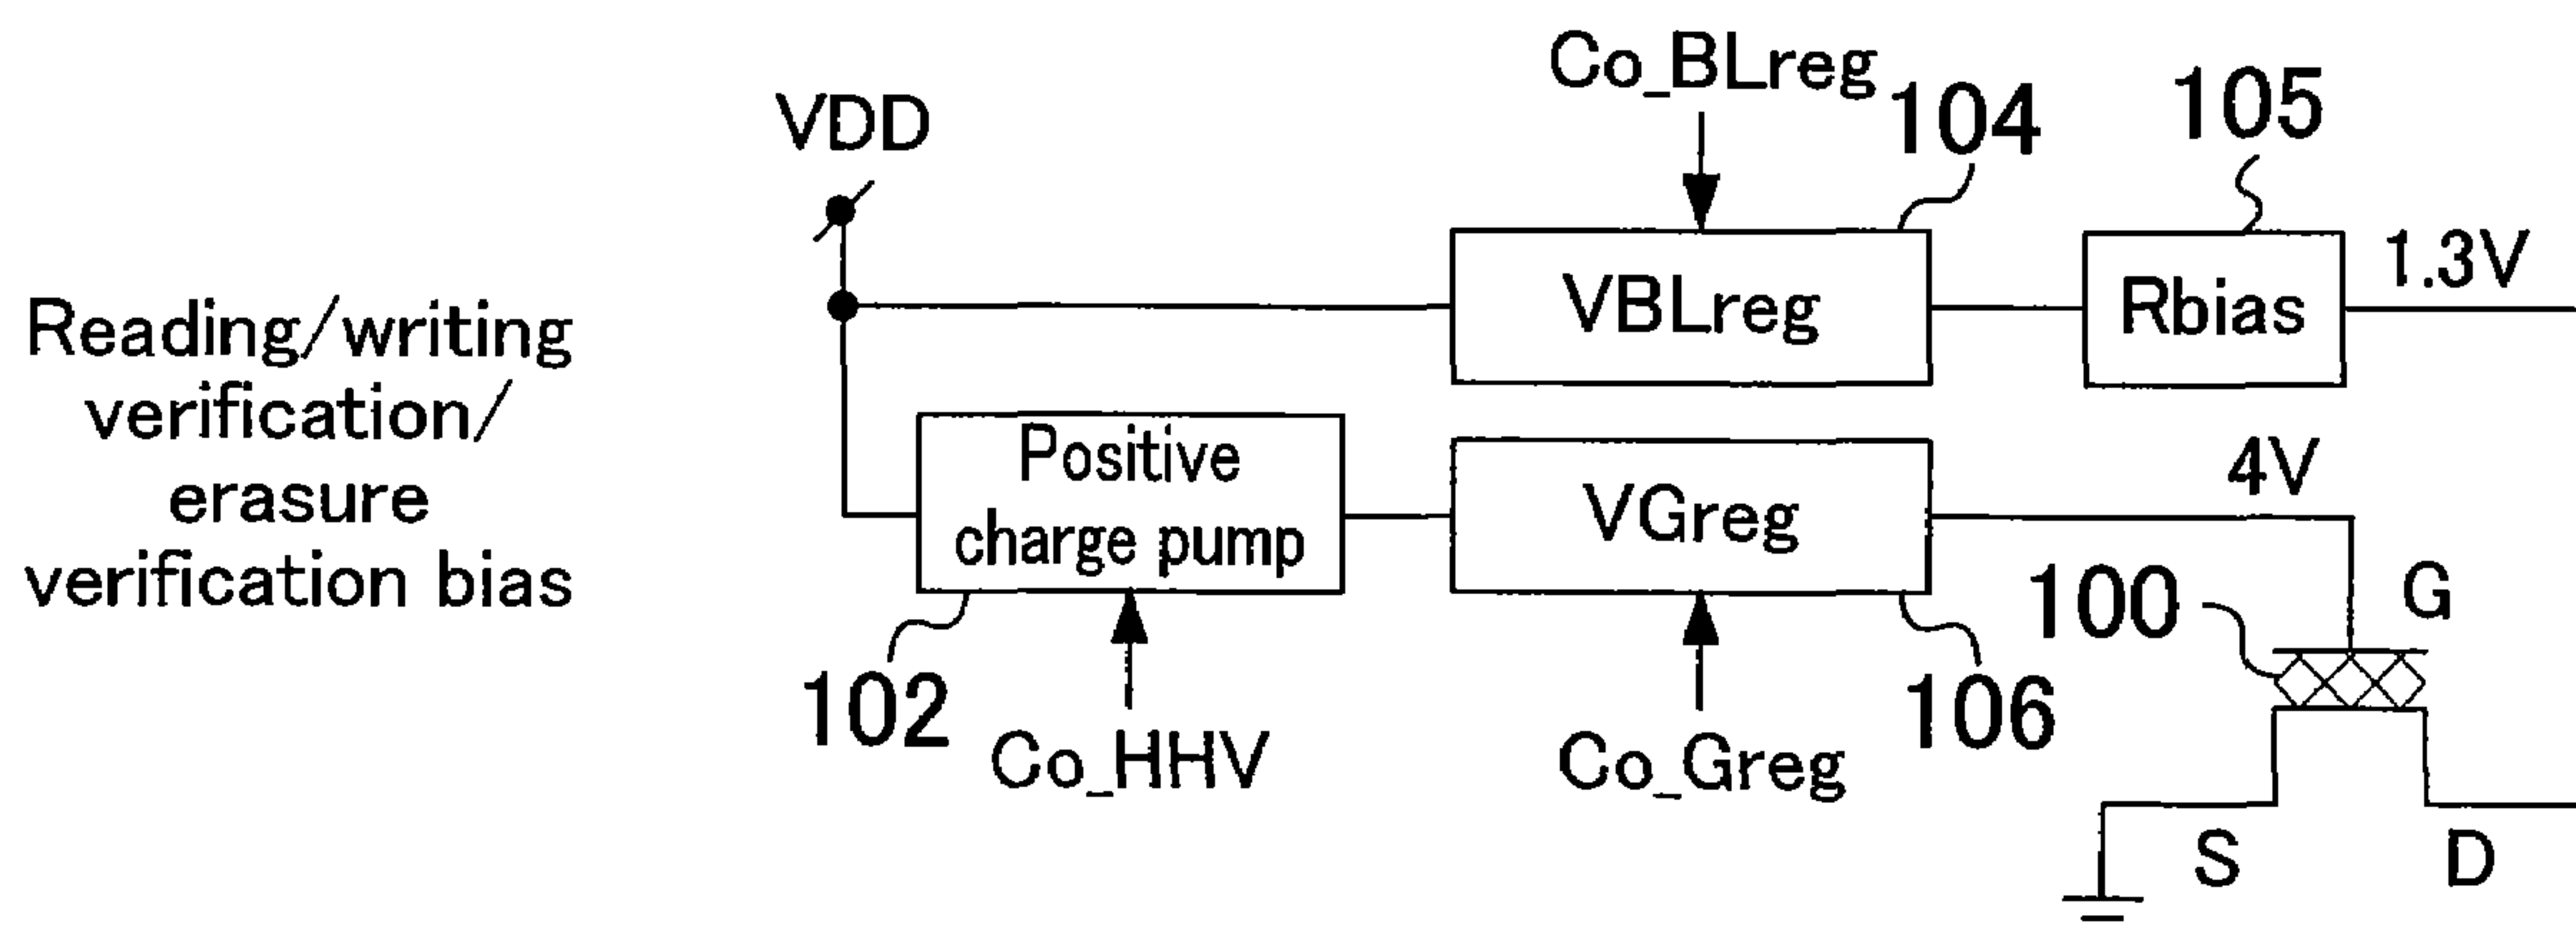 Reading/writing
verification/
erasure
verification bias
VDD
Co_BLreg
104
105
VBLreg
Rbias
1.3V
Positive
charge pump
VGreg
4V
102
Co_HHV
106
Co_Greg
100
G
S
D